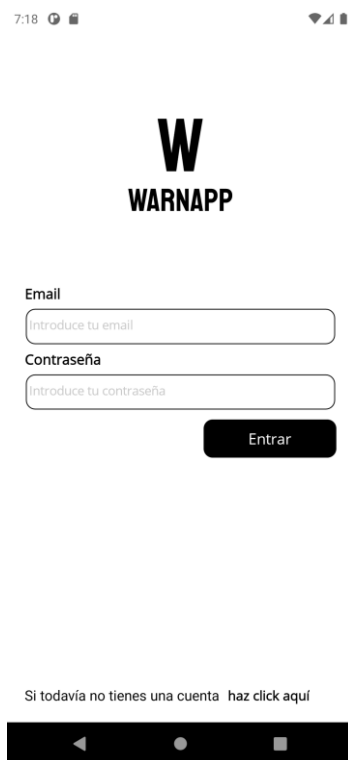 7:18
W
WARNAPP
Email
Introduce tu email
Contraseña
Introduce tu contraseña
Entrar
Si todavía no tienes una cuenta haz click aquí